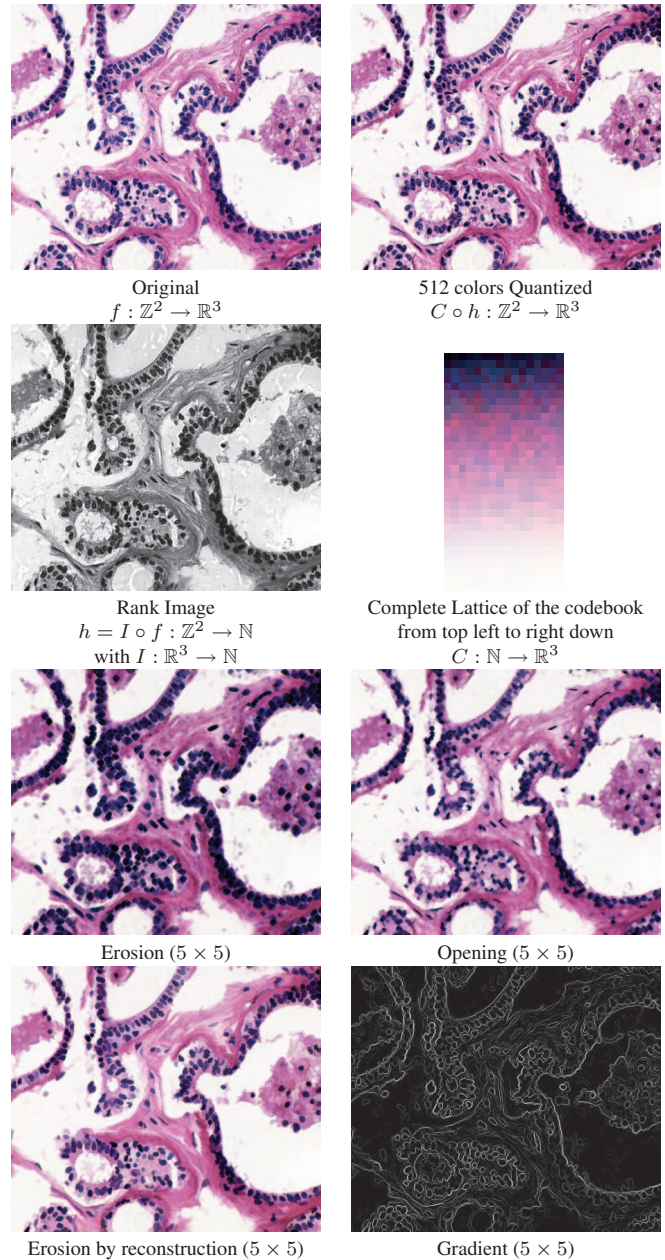 Original
f : ℤ² → ℝ³
512 colors Quantized
C ∘ h : ℤ² → ℝ³
Rank Image
h = I ∘ f : ℤ² → ℕ
with I : ℝ³ → ℕ
Complete Lattice of the codebook
from top left to right down
C : ℕ → ℝ³
Erosion (5 × 5)
Opening (5 × 5)
Erosion by reconstruction (5 × 5)
Gradient (5 × 5)